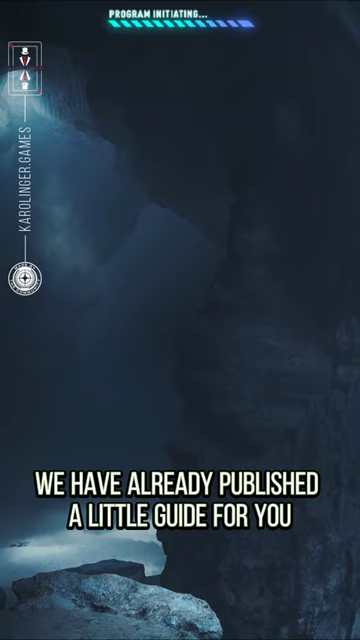 PROGRAM INITIATING...
KAROLINGER.GAMES
WE HAVE ALREADY PUBLISHED
A LITTLE GUIDE FOR YOU